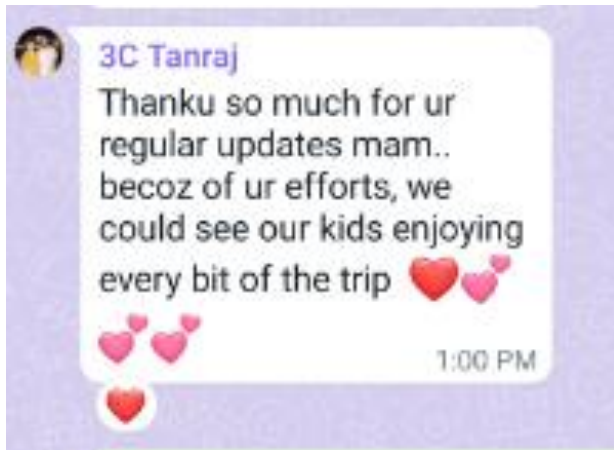 3C Tanraj
Thanku so much for ur
regular updates mam..
becoz of ur efforts, we
could see our kids enjoying
every bit of the trip ❤️💕
💕💕
1:00 PM
❤️